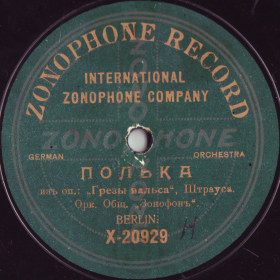 ZONOPHONE RECORD
INTERNATIONAL
ZONOPHONE COMPANY
ZONOPHONE
GERMAN ORCHESTRA
ПОЛЬКА
изъ оп.: „Грезы вальса“, Штрауса.
Орк. Общ. „Зонофонъ“.
BERLIN.
X-20929